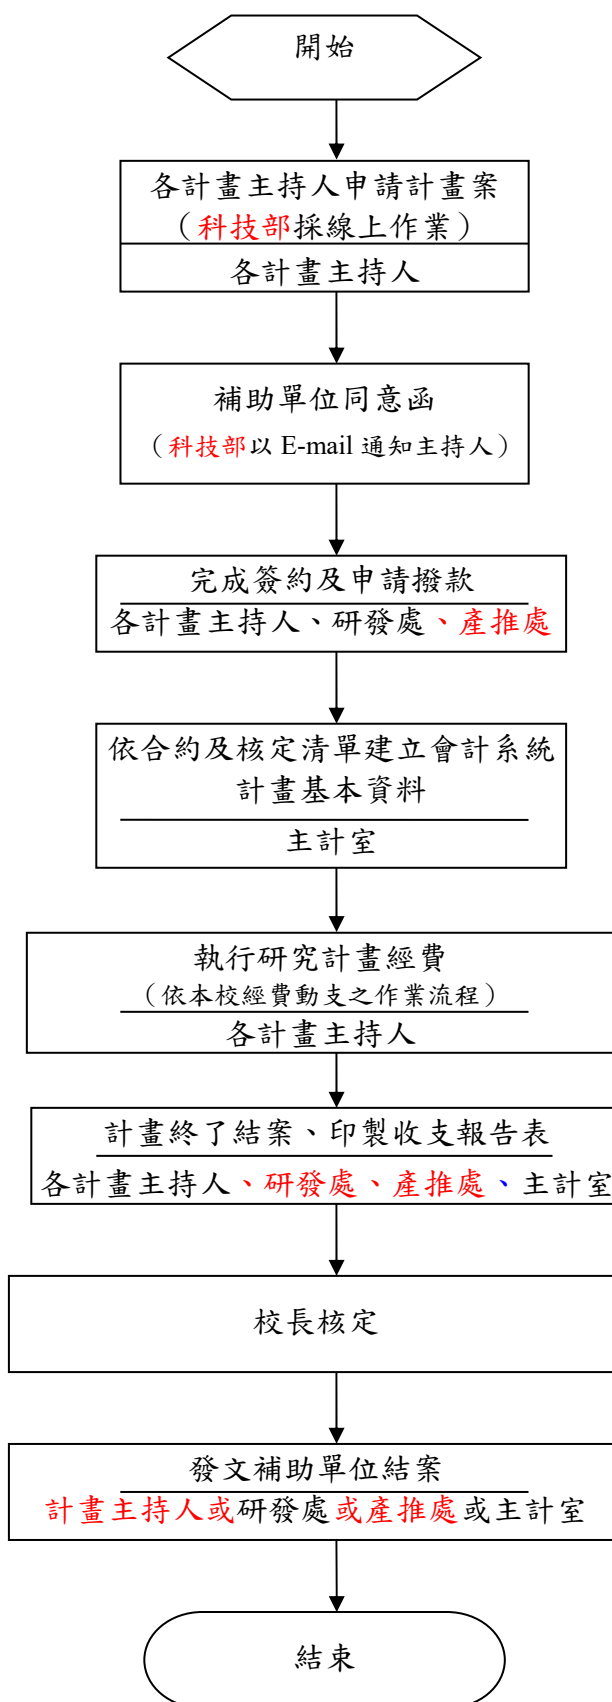 開始
各計畫主持人申請計畫案
（科技部採線上作業）
各計畫主持人
補助單位同意函
（科技部以 E-mail 通知主持人）
完成簽約及申請撥款
各計畫主持人、研發處、產推處
依合約及核定清單建立會計系統
計畫基本資料
主計室
執行研究計畫經費
（依本校經費動支之作業流程）
各計畫主持人
計畫終了結案、印製收支報告表
各計畫主持人、研發處、產推處、主計室
校長核定
發文補助單位結案
計畫主持人或研發處或產推處或主計室
結束